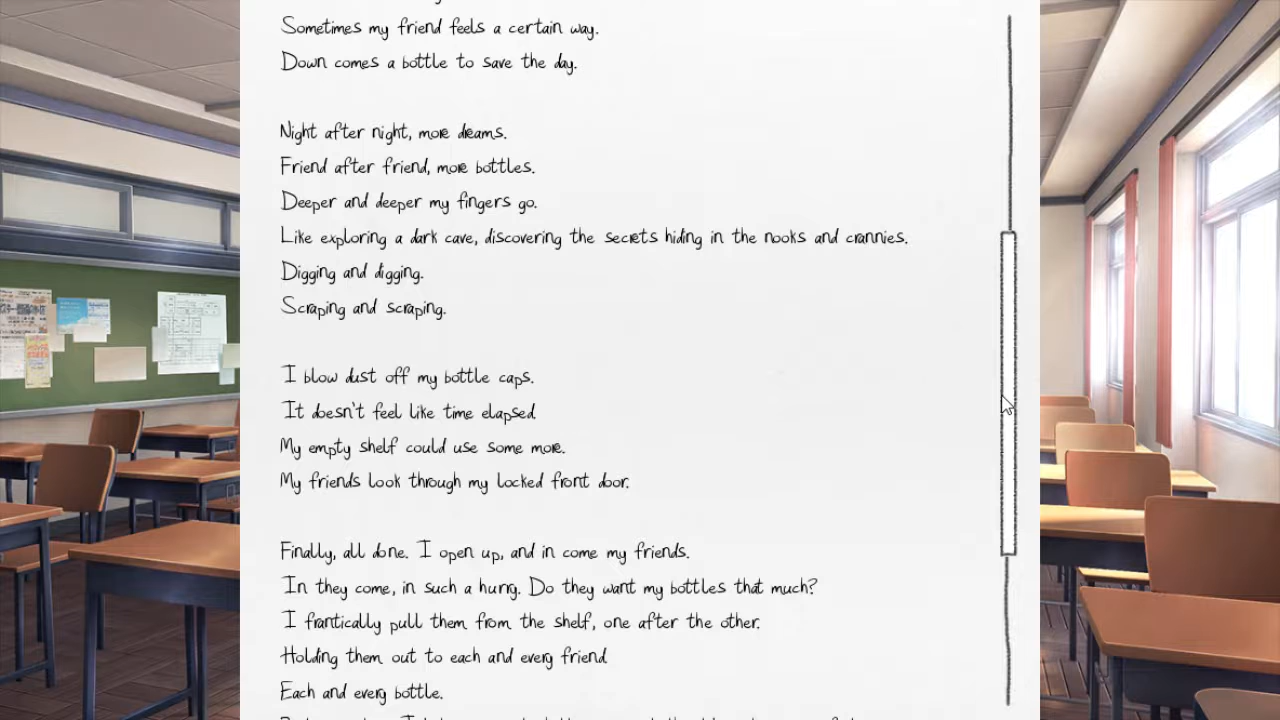 Sometimes my friend feels a certain way.
Down comes a bottle to save the day.
Night after night, more dreams.
Friend after friend, more bottles.
Deeper and deeper my fingers go.
Like exploring a dark cave, discovering the secrets hiding in the nooks and crannies.
Digging and digging.
Scraping and scraping.
I blow dust off my bottle caps.
It doesn't feel like time elapsed.
My empty shelf could use some more.
My friends look through my locked front door.
Finally, all done. I open up, and in come my friends.
In they come, in such a hurry. Do they want my bottles that much?
I frantically pull them from the shelf, one after the other.
Holding them out to each and every friend.
Each and every bottle.